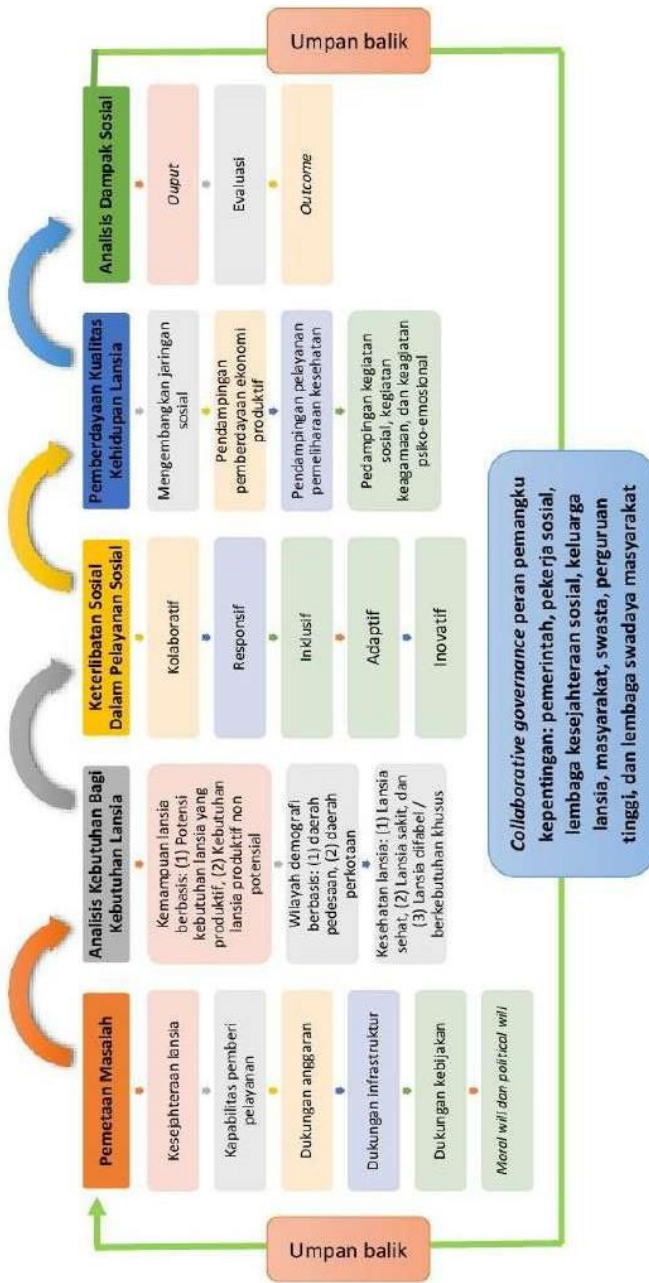 Pemetaan Masalah
Kesejahteraan lansia
Kapabilitas pemberi
pelayanan
Dukungan anggaran
Dukungan infrastruktur
Dukungan kebijakan
Moral will dan political will
Analisis Kebutuhan Bagi
Kebutuhan Lansia
Kemampuan lansia
berbasis: (1) Potensi
kebutuhan lansia yang
produktif, (2) Kebutuhan
lansia produktif non
potensial
Wilayah demografi
berbasis: (1) daerah
pedesaan, (2) daerah
perkotaan
Kesehatan lansia: (1) Lansia
sehat, (2) Lansia sakit, dan
(3) Lansia difabel /
berkebutuhan khusus
Keterlibatan Sosial
Dalam Pelayanan Sosial
Kolaboratif
Responsif
Inklusif
Adaptif
Inovatif
Pemberdayaan Kualitas
Kehidupan Lansia
Mengembangkan jaringan
sosial
Pendampingan
pemberdayaan ekonomi
produktif
Pendampingan pelayanan
pemeliharaan kesehatan
Pedampingan kegiatan
sosial, kegiatan
keagamaan, dan keagiatan
psiko-emosional
Analisis Dampak Sosial
Ouput
Evaluasi
Outcome
Umpan balik
Collaborative governance peran pemangku
kepentingan: pemerintah, pekerja sosial,
lembaga kesejahteraan sosial, keluarga
lansia, masyarakat, swasta, perguruan
tinggi, dan lembaga swadaya masyarakat
Umpan balik